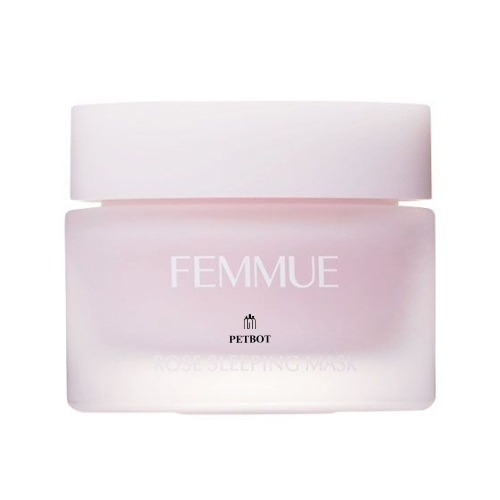 FEMMUE
PETBOT
ROSE SLEEPING MASK